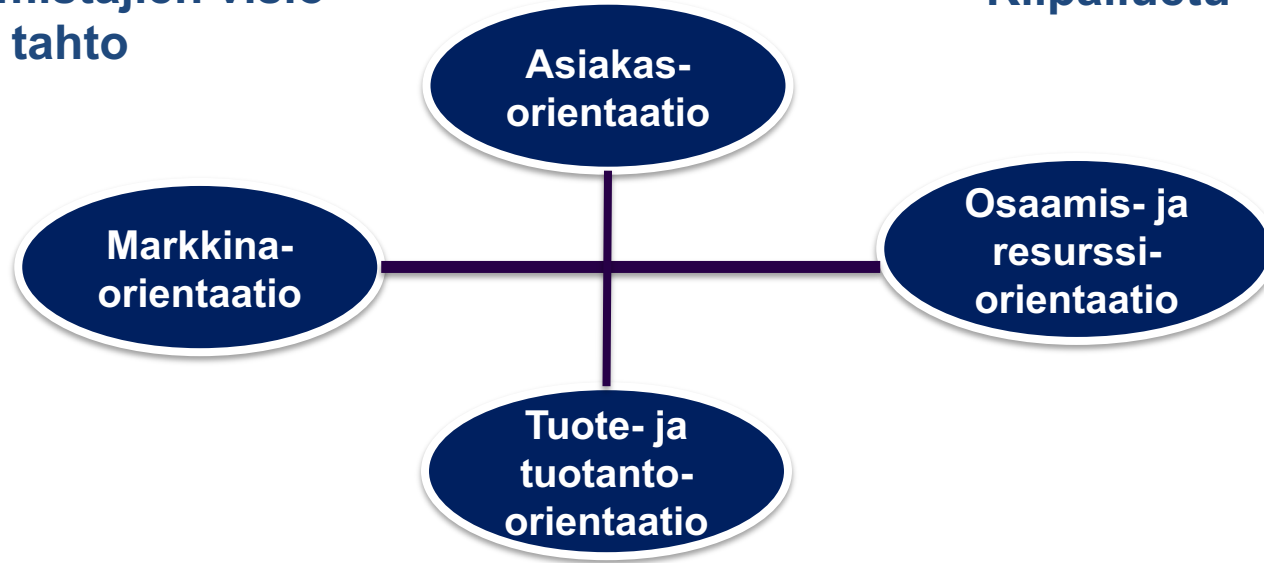 tahto
Asiakas-
orientaatio
Markkina-
orientaatio
Osaamis- ja
resurssi-
orientaatio
Tuote- ja
tuotanto-
orientaatio